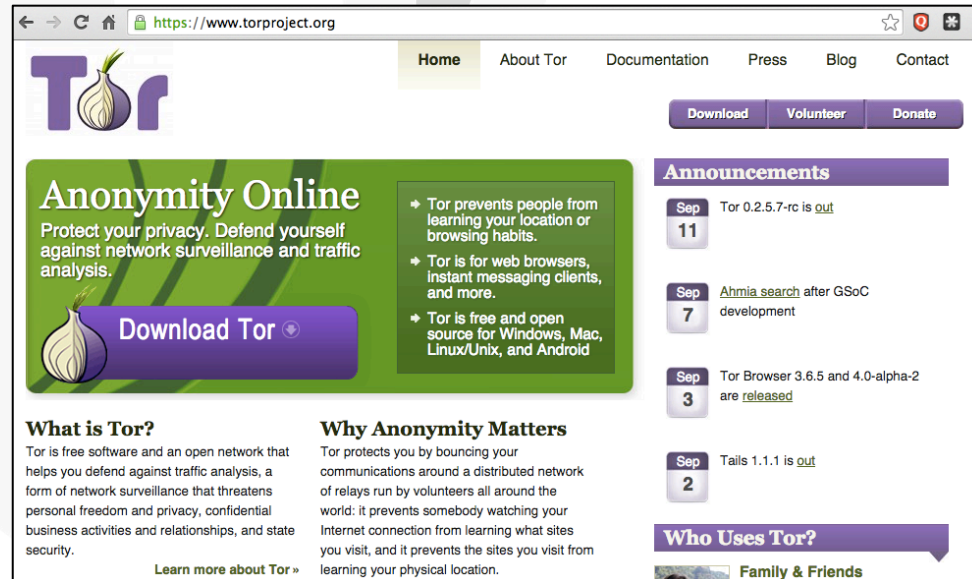 https://www.torproject.org
Tor
Home About Tor Documentation Press Blog Contact
Download Volunteer Donate
Anonymity Online
Protect your privacy. Defend yourself
against network surveillance and traffic
analysis.
Download Tor
Tor prevents people from
learning your location or
browsing habits.
Tor is for web browsers,
instant messaging clients,
and more.
Tor is free and open
source for Windows, Mac,
Linux/Unix, and Android
What is Tor?
Tor is free software and an open network that
helps you defend against traffic analysis, a
form of network surveillance that threatens
personal freedom and privacy, confidential
business activities and relationships, and state
security.
Learn more about Tor »
Why Anonymity Matters
Tor protects you by bouncing your
communications around a distributed network
of relays run by volunteers all around the
world: it prevents somebody watching your
Internet connection from learning what sites
you visit, and it prevents the sites you visit from
learning your physical location.
Announcements
Sep
11
Tor 0.2.5.7-rc is out
Sep
7
Ahmia search after GSoC
development
Sep
3
Tor Browser 3.6.5 and 4.0-alpha-2
are released
Sep
2
Tails 1.1.1 is out
Who Uses Tor?
Family & Friends